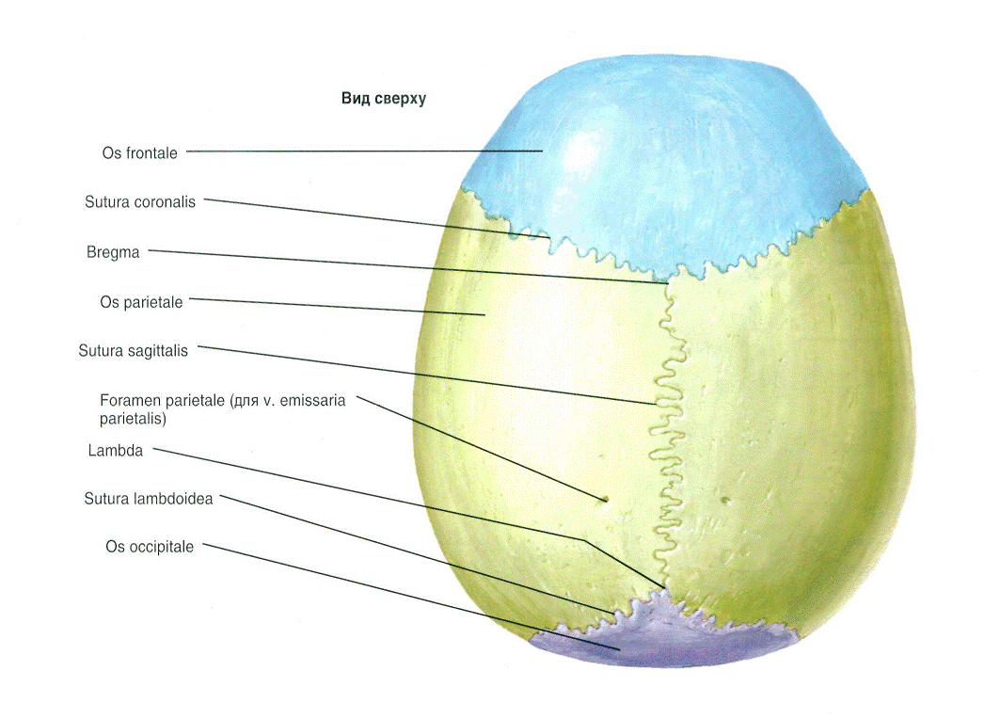 Вид сверху
Os frontale
Sutura coronalis
Bregma
Os parietale
Sutura sagittalis
Foramen parietale (для v. emissaria
parietalis)
Lambda
Sutura lambdoidea
Os occipitale